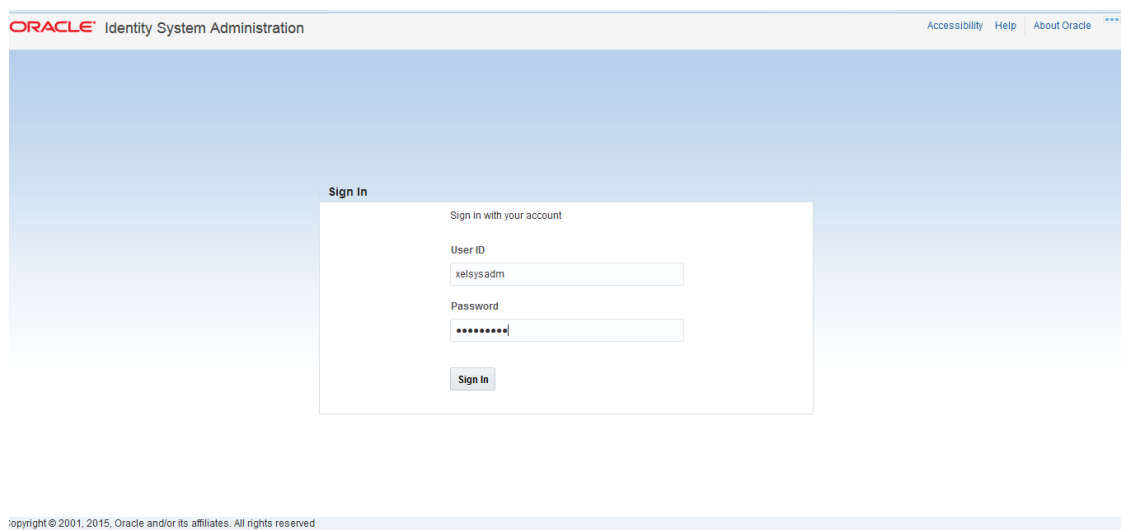 ORACLE® Identity System Administration
Accessibility Help About Oracle
Sign In
Sign in with your account
User ID
xelsysadm
Password
•••••••••
Sign In
opyright © 2001, 2015, Oracle and/or its affiliates. All rights reserved